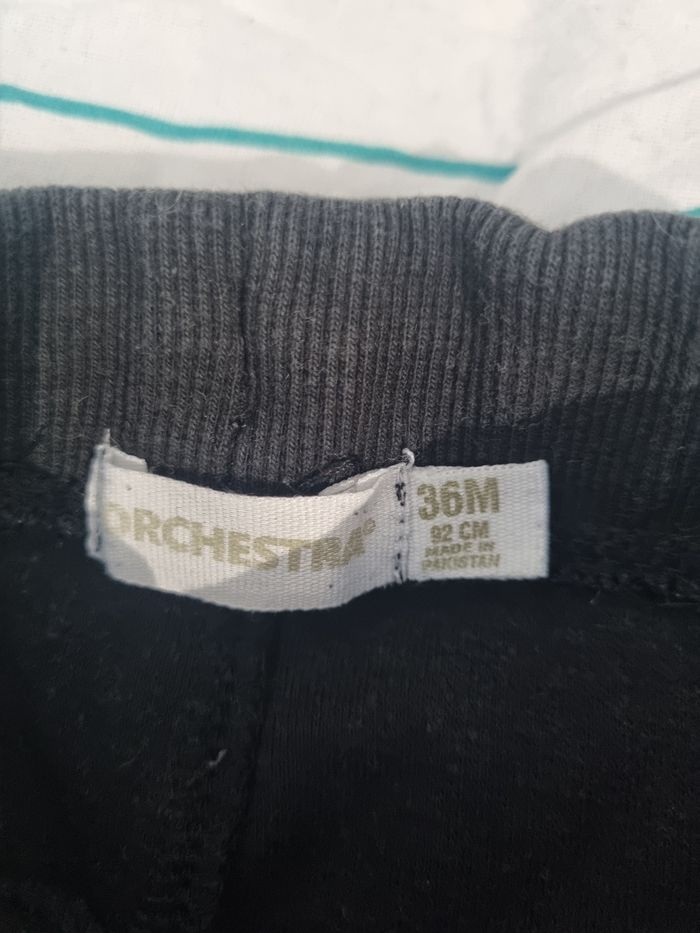 ORCHESTRA®
36M
92 CM
MADE IN
PAKISTAN